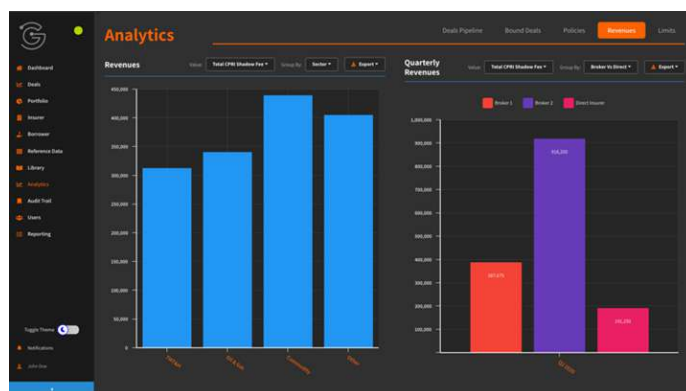 Analytics
Deals Pipeline
Bound Deals
Policies
Revenues
Limits
Dashboard
Deals
Portfolio
Insurer
Borrower
Reference Data
Library
Analytics
Audit Trail
Users
Reporting
Toggle Theme
Notifications
John Doe
Revenues
Value: Total CPRI Shadow Fee
Group By: Sector
Export
450,000
400,000
350,000
300,000
250,000
200,000
150,000
100,000
50,000
0
Commodity
Other
Quarterly
Revenues
Value: Total CPRI Shadow Fee
Group By: Broker Vs Direct
Export
Broker 1
Broker 2
Direct Insurer
1,000,000
900,000
800,000
700,000
600,000
500,000
400,000
300,000
200,000
100,000